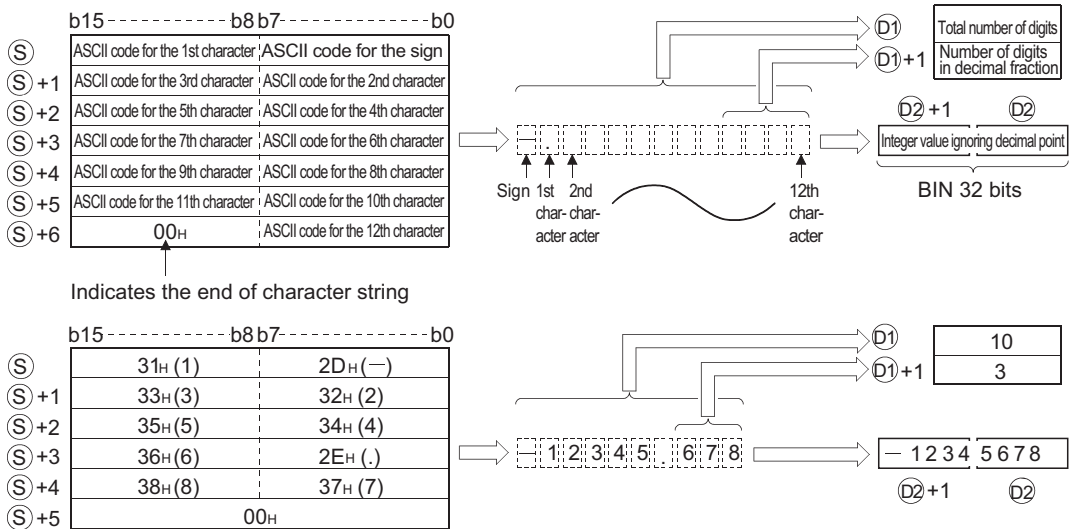 b15 b8 b7 b0
S ASCII code for the 1st character ASCII code for the sign
S +1 ASCII code for the 3rd character ASCII code for the 2nd character
S +2 ASCII code for the 5th character ASCII code for the 4th character
S +3 ASCII code for the 7th character ASCII code for the 6th character
S +4 ASCII code for the 9th character ASCII code for the 8th character
S +5 ASCII code for the 11th character ASCII code for the 10th character
S +6 00H ASCII code for the 12th character
Indicates the end of character string
D1 Total number of digits
D1 +1 Number of digits
in decimal fraction
D2 +1 D2
− .
Integer value ignoring decimal point
BIN 32 bits
Sign 1st 2nd 12th
char- char- char-
acter acter acter
b15 b8 b7 b0
S 31H (1) 2DH (−)
S +1 33H (3) 32H (2)
S +2 35H (5) 34H (4)
S +3 36H (6) 2EH (.)
S +4 38H (8) 37H (7)
S +5 00H
D1 10
D1 +1 3
− 1 2 3 4 5 . 6 7 8
− 1 2 3 4 5 6 7 8
D2 +1 D2